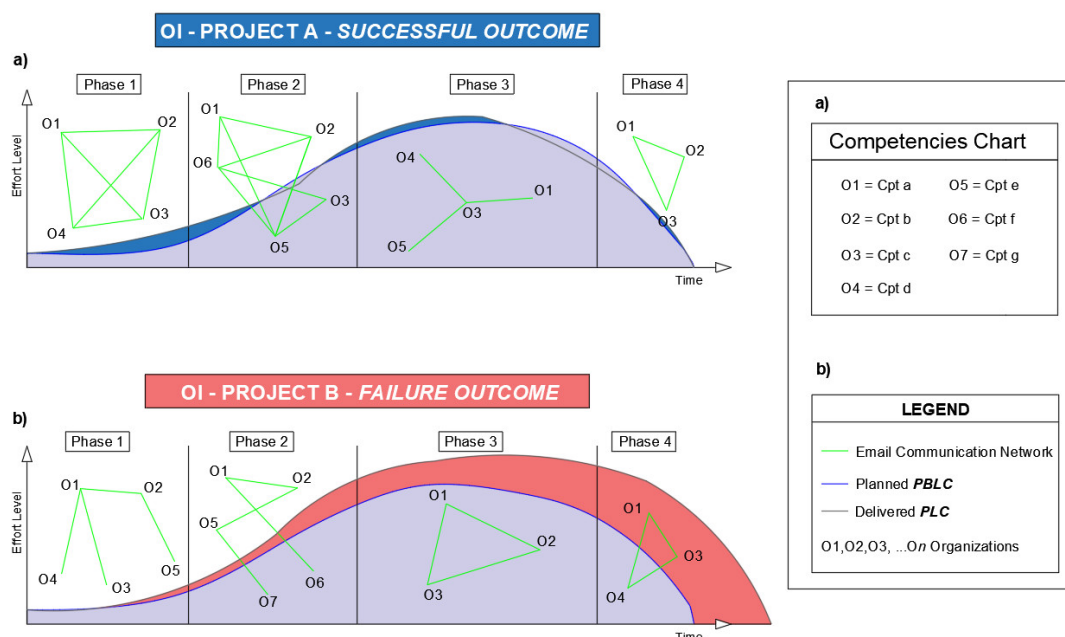 OI - PROJECT A - SUCCESSFUL OUTCOME
a)
Phase 1
Phase 2
Phase 3
Phase 4
Effort Level
O1
O2
O3
O4
O1
O2
O6
O3
O5
O4
O1
O3
O5
O1
O2
O3
Time
OI - PROJECT B - FAILURE OUTCOME
b)
Phase 1
Phase 2
Phase 3
Phase 4
Effort Level
O1
O2
O4
O3
O5
O1
O2
O5
O6
O7
O1
O2
O3
O1
O3
O4
Time
a)
Competencies Chart
O1 = Cpt a O5 = Cpt e
O2 = Cpt b O6 = Cpt f
O3 = Cpt c O7 = Cpt g
O4 = Cpt d
b)
LEGEND
Email Communication Network
Planned PBLC
Delivered PLC
O1,O2,O3, ...On Organizations